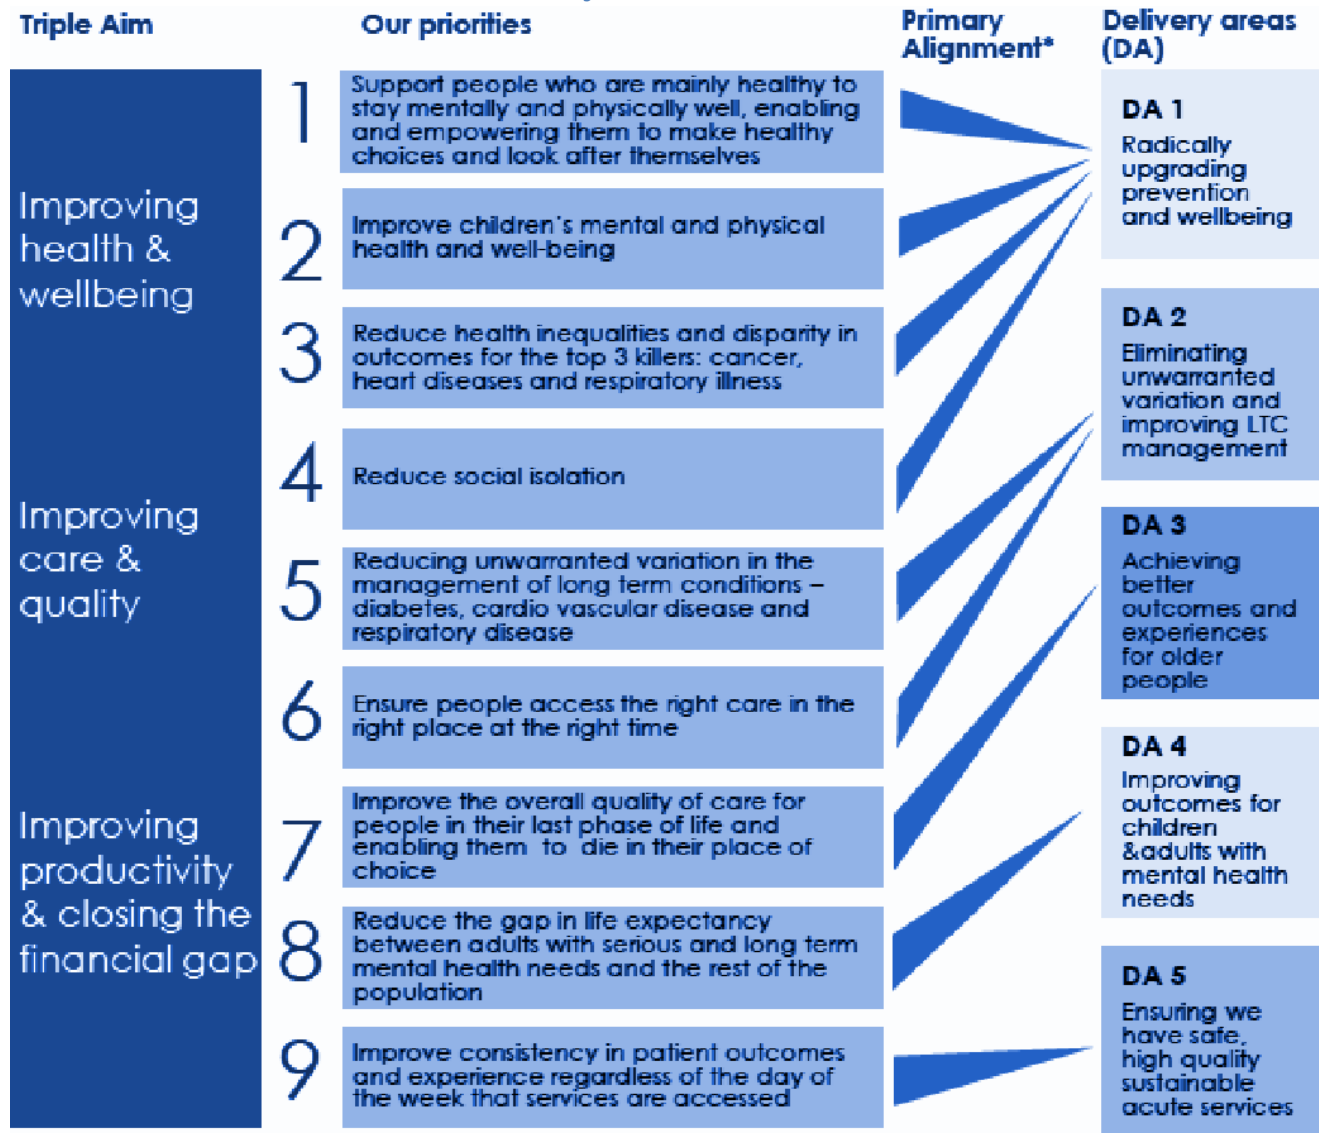 Triple Aim
Our priorities
Primary
Alignment*
Delivery areas
(DA)
Improving
health &
wellbeing
Improving
care &
quality
Improving
productivity
& closing the
financial gap
1
Support people who are mainly healthy to
stay mentally and physically well, enabling
and empowering them to make healthy
choices and look after themselves
2
Improve children's mental and physical
health and well-being
3
Reduce health inequalities and disparity in
outcomes for the top 3 killers: cancer,
heart diseases and respiratory illness
4
Reduce social isolation
5
Reducing unwarranted variation in the
management of long term conditions –
diabetes, cardio vascular disease and
respiratory disease
6
Ensure people access the right care in the
right place at the right time
7
Improve the overall quality of care for
people in their last phase of life and
enabling them to die in their place of
choice
8
Reduce the gap in life expectancy
between adults with serious and long term
mental health needs and the rest of the
population
9
Improve consistency in patient outcomes
and experience regardless of the day of
the week that services are accessed
DA 1
Radically
upgrading
prevention
and wellbeing
DA 2
Eliminating
unwarranted
variation and
improving LTC
management
DA 3
Achieving
better
outcomes and
experiences
for older
people
DA 4
Improving
outcomes for
children
&adults with
mental health
needs
DA 5
Ensuring we
have safe,
high quality
sustainable
acute services